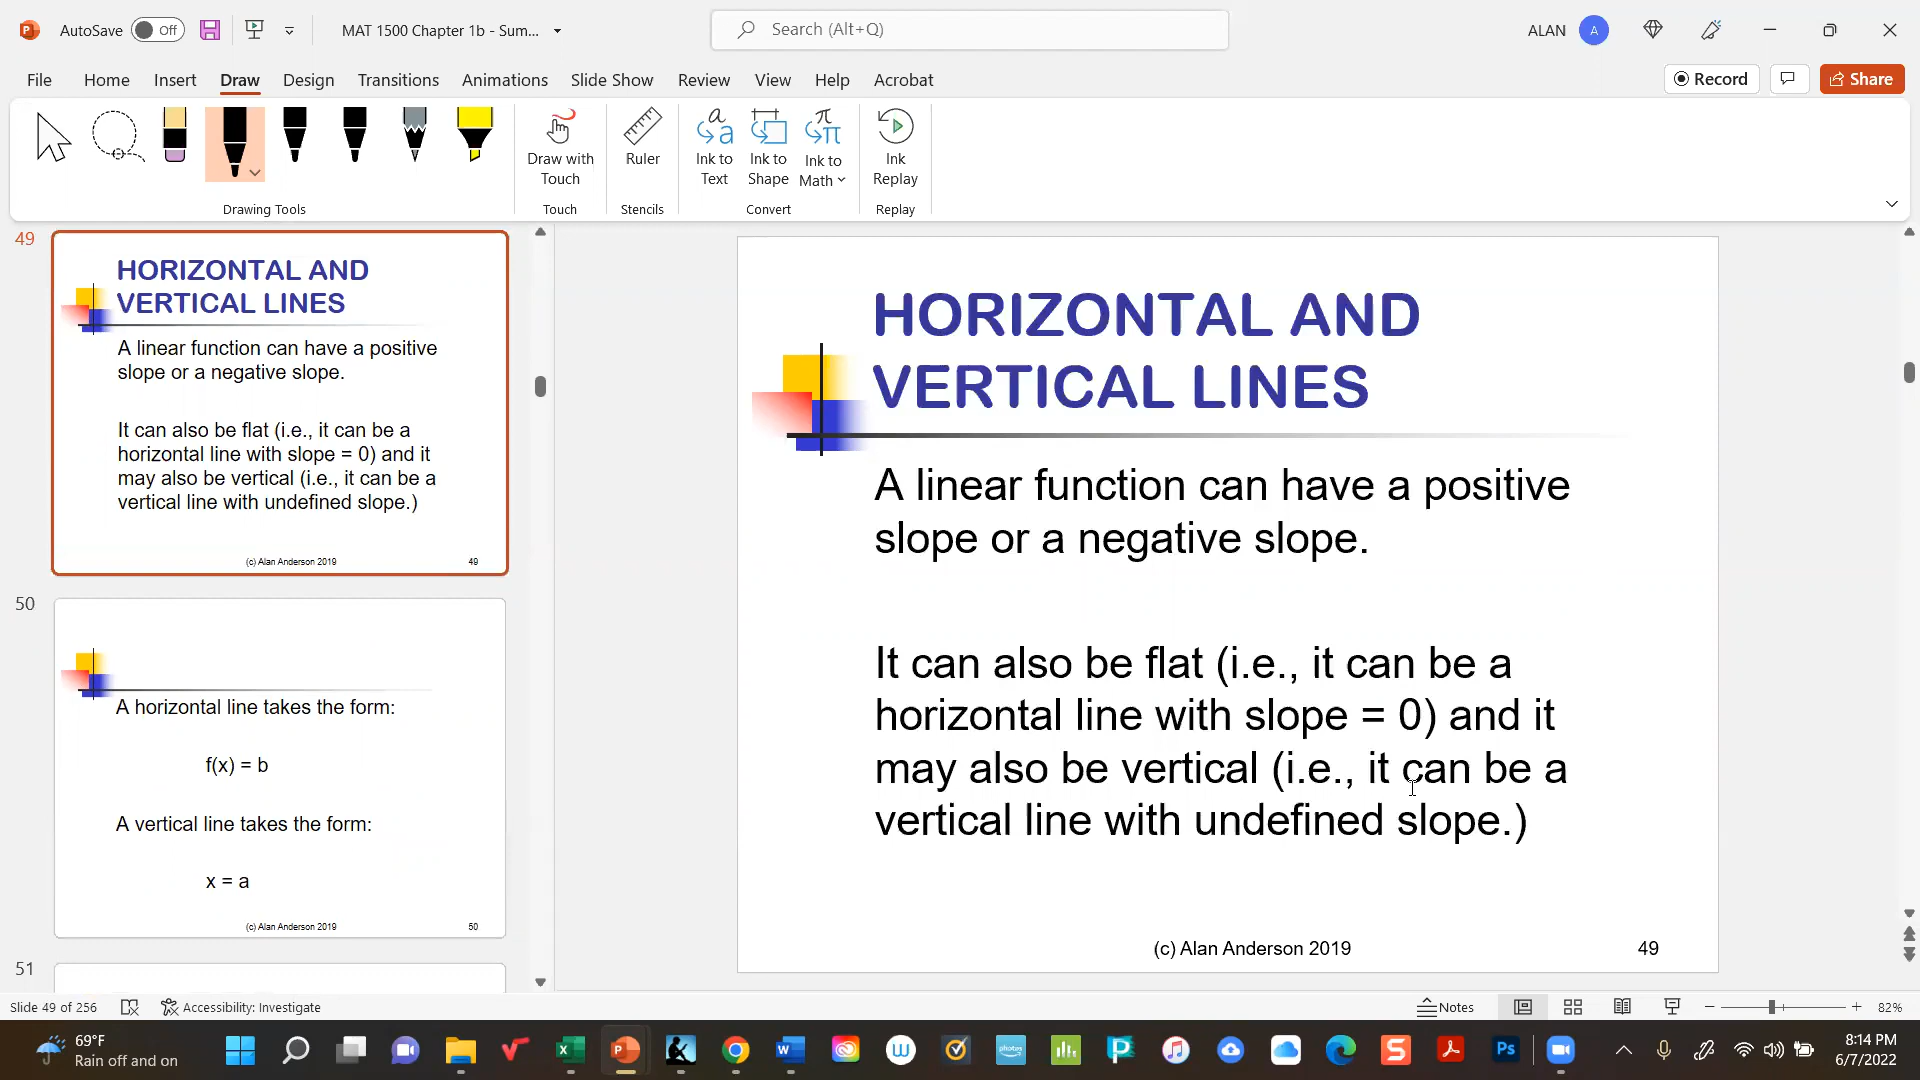 AutoSave Off MAT 1500 Chapter 1b - Sum... Search (Alt+Q) ALAN A
File Home Insert Draw Design Transitions Animations Slide Show Review View Help Acrobat Record Share
Draw with Touch
Ruler
Ink to Text
Ink to Shape
Ink to Math
Ink Replay
Drawing Tools Touch Stencils Convert Replay
49
HORIZONTAL AND
VERTICAL LINES
A linear function can have a positive
slope or a negative slope.
It can also be flat (i.e., it can be a
horizontal line with slope = 0) and it
may also be vertical (i.e., it can be a
vertical line with undefined slope.)
(c) Alan Anderson 2019 49
50
A horizontal line takes the form:
f(x) = b
A vertical line takes the form:
x = a
(c) Alan Anderson 2019 50
51
HORIZONTAL AND
VERTICAL LINES
A linear function can have a positive
slope or a negative slope.
It can also be flat (i.e., it can be a
horizontal line with slope = 0) and it
may also be vertical (i.e., it can be a
vertical line with undefined slope.)
(c) Alan Anderson 2019 49
Slide 49 of 256 Accessibility: Investigate Notes 82%
69°F
Rain off and on
photos
Ps
8:14 PM
6/7/2022